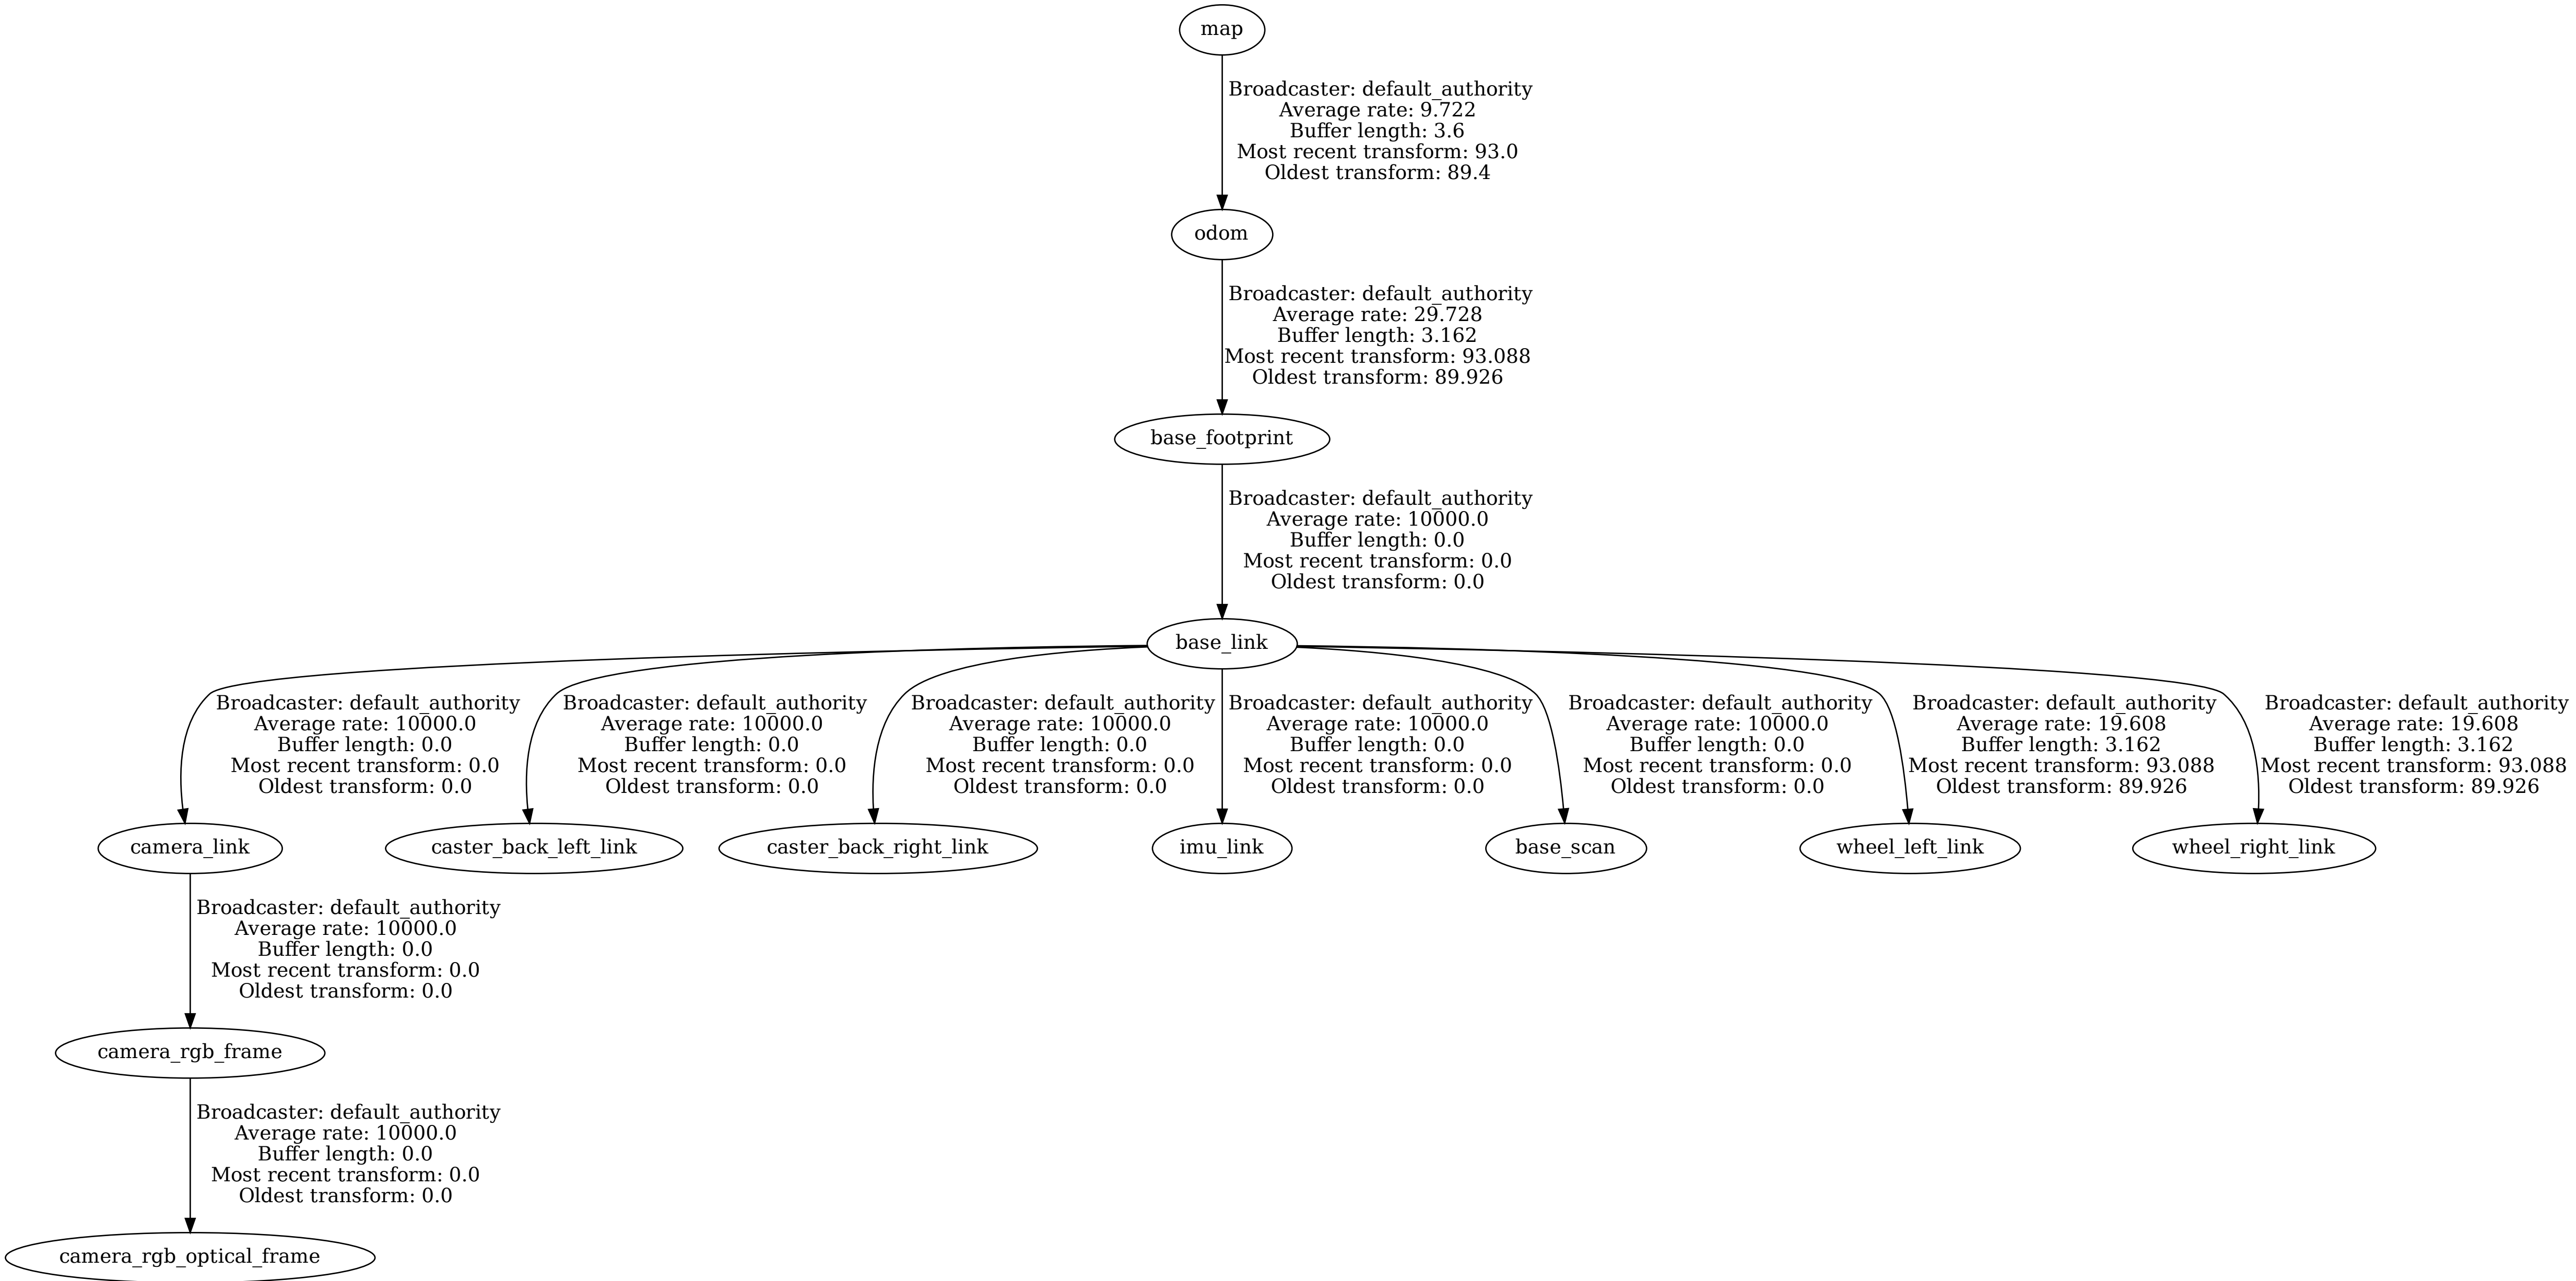 map
Broadcaster: default_authority
Average rate: 9.722
Buffer length: 3.6
Most recent transform: 93.0
Oldest transform: 89.4
odom
Broadcaster: default_authority
Average rate: 29.728
Buffer length: 3.162
Most recent transform: 93.088
Oldest transform: 89.926
base_footprint
Broadcaster: default_authority
Average rate: 10000.0
Buffer length: 0.0
Most recent transform: 0.0
Oldest transform: 0.0
base_link
Broadcaster: default_authority
Average rate: 10000.0
Buffer length: 0.0
Most recent transform: 0.0
Oldest transform: 0.0
Broadcaster: default_authority
Average rate: 10000.0
Buffer length: 0.0
Most recent transform: 0.0
Oldest transform: 0.0
Broadcaster: default_authority
Average rate: 10000.0
Buffer length: 0.0
Most recent transform: 0.0
Oldest transform: 0.0
Broadcaster: default_authority
Average rate: 10000.0
Buffer length: 0.0
Most recent transform: 0.0
Oldest transform: 0.0
Broadcaster: default_authority
Average rate: 10000.0
Buffer length: 0.0
Most recent transform: 0.0
Oldest transform: 0.0
Broadcaster: default_authority
Average rate: 19.608
Buffer length: 3.162
Most recent transform: 93.088
Oldest transform: 89.926
Broadcaster: default_authority
Average rate: 19.608
Buffer length: 3.162
Most recent transform: 93.088
Oldest transform: 89.926
camera_link
caster_back_left_link
caster_back_right_link
imu_link
base_scan
wheel_left_link
wheel_right_link
Broadcaster: default_authority
Average rate: 10000.0
Buffer length: 0.0
Most recent transform: 0.0
Oldest transform: 0.0
camera_rgb_frame
Broadcaster: default_authority
Average rate: 10000.0
Buffer length: 0.0
Most recent transform: 0.0
Oldest transform: 0.0
camera_rgb_optical_frame